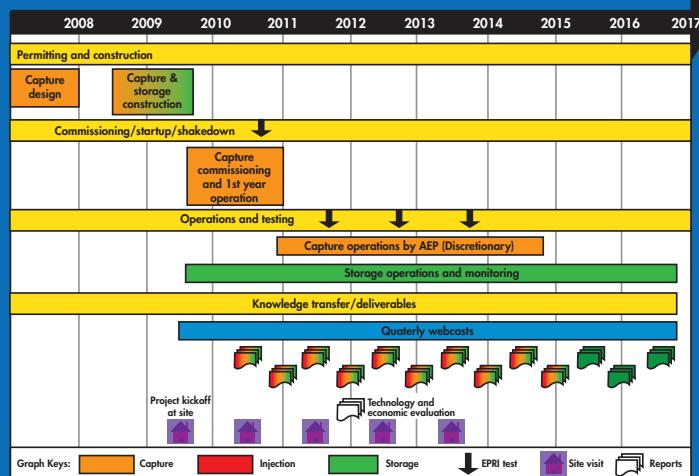 2008 2009 2010 2011 2012 2013 2014 2015 2016 2017
Permitting and construction
Capture
design
Capture &
storage
construction
Commissioning/startup/shakedown
Capture
commissioning
and 1st year
operation
Operations and testing
Capture operations by AEP (Discretionary)
Storage operations and monitoring
Knowledge transfer/deliverables
Quaterly webcasts
Project kickoff
at site
Technology and
economic evaluation
Graph Keys: Capture Injection Storage EPRI test Site visit Reports